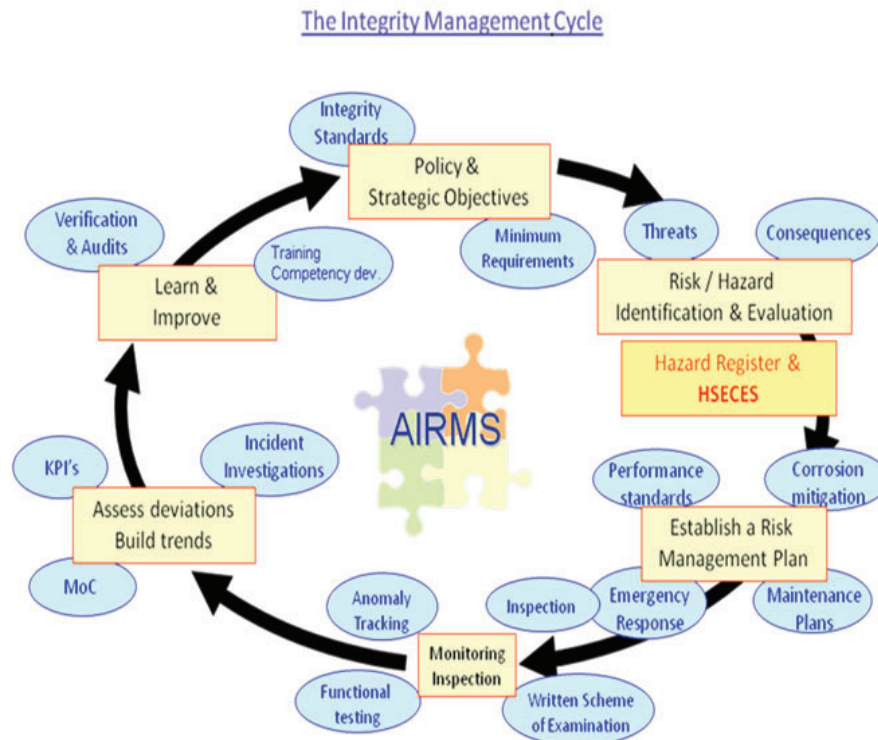 The Integrity Management Cycle
Integrity
Standards
Policy &
Strategic Objectives
Minimum
Requirements
Threats
Consequences
Risk / Hazard
Identification & Evaluation
Hazard Register &
HSECES
Performance
standards
Corrosion
mitigation
Establish a Risk
Management Plan
Emergency
Response
Maintenance
Plans
Inspection
Monitoring
Inspection
Written Scheme
of Examination
Functional
testing
Anomaly
Tracking
Assess deviations
Build trends
KPI's
Incident
Investigations
MoC
Learn &
Improve
Verification
& Audits
Training
Competency dev.
AIRMS